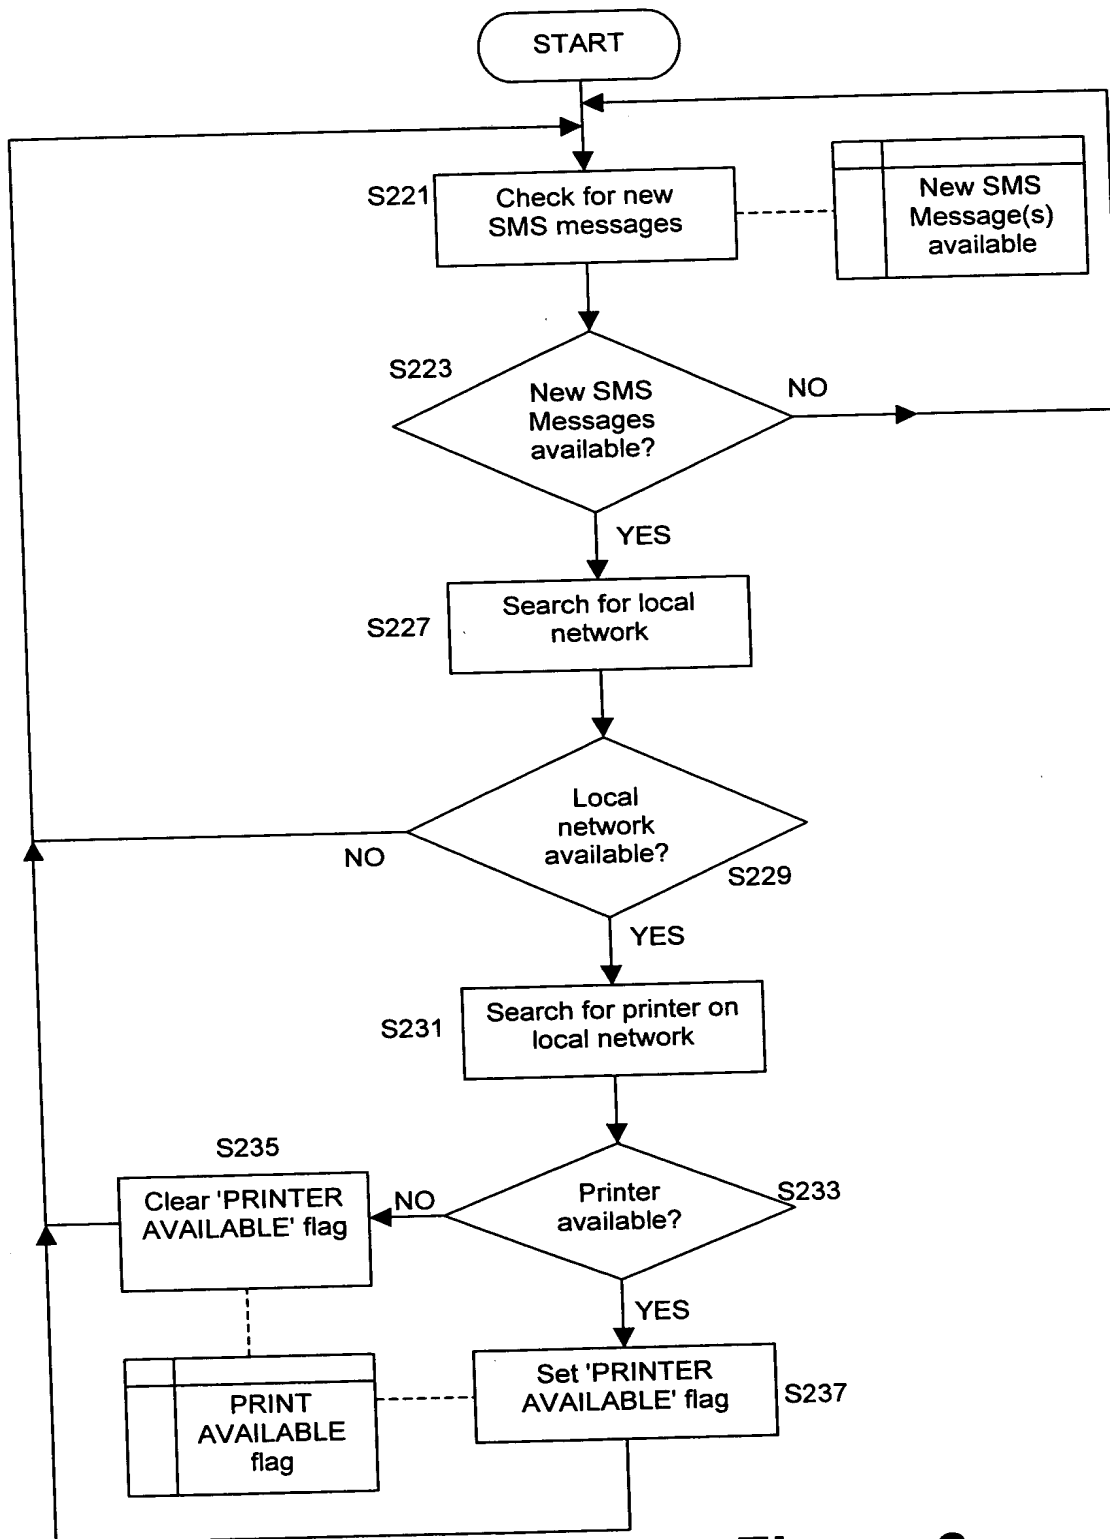 START
S221
Check for new
SMS messages
New SMS
Message(s)
available
S223
New SMS
Messages
available?
NO
YES
S227
Search for local
network
Local
network
available?
NO
S229
YES
S231
Search for printer on
local network
S235
Clear 'PRINTER
AVAILABLE' flag
NO
Printer
available?
S233
YES
PRINT
AVAILABLE
flag
Set 'PRINTER
AVAILABLE' flag
S237